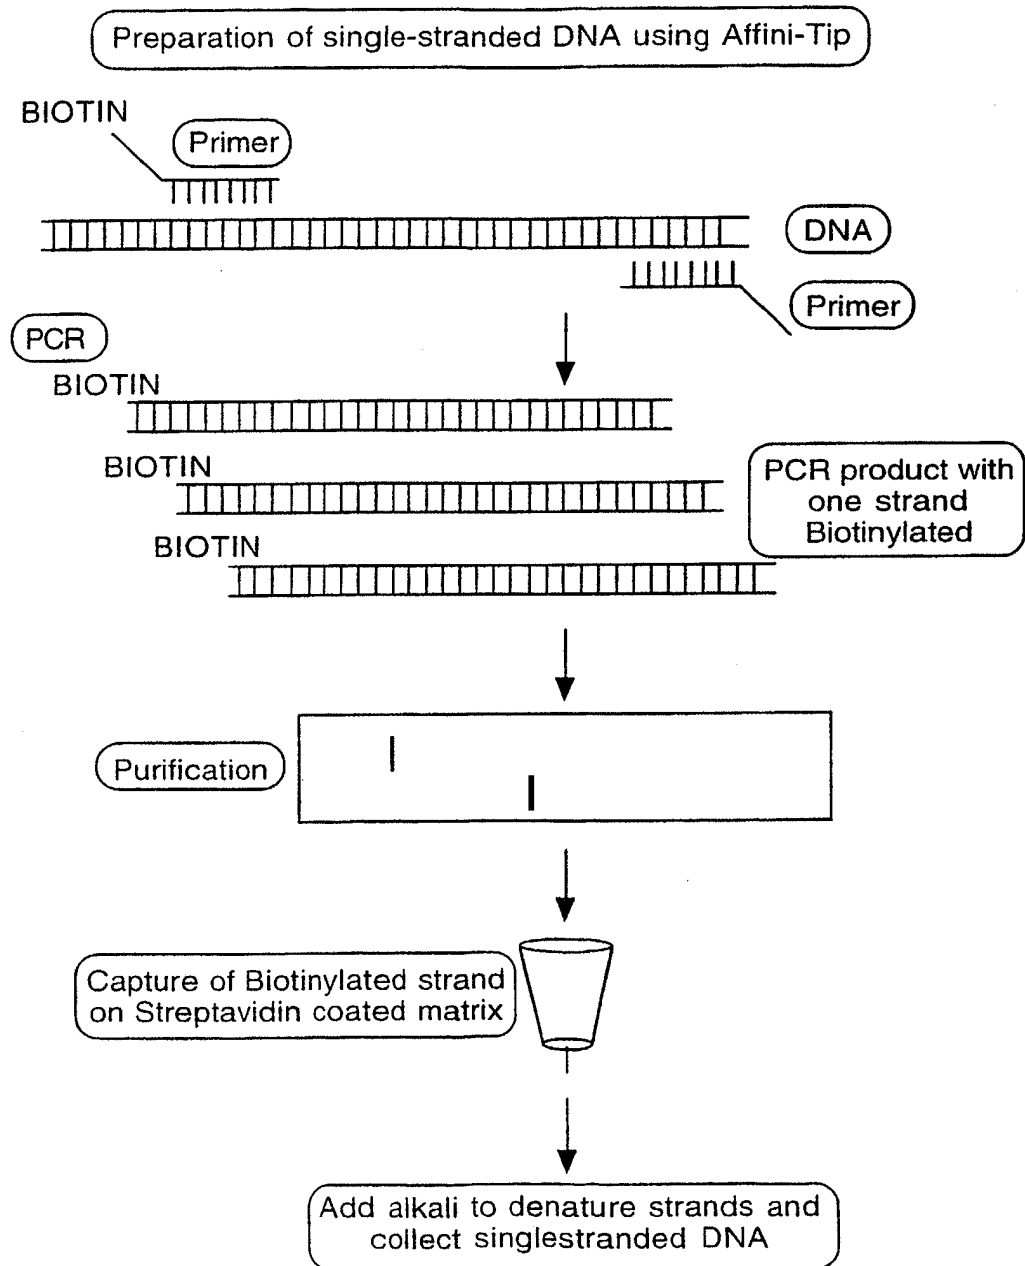 Preparation of single-stranded DNA using Affini-Tip
BIOTIN
Primer
DNA
Primer
PCR
BIOTIN
BIOTIN
BIOTIN
PCR product with
one strand
Biotinylated
Purification
Capture of Biotinylated strand
on Streptavidin coated matrix
Add alkali to denature strands and
collect singlestranded DNA